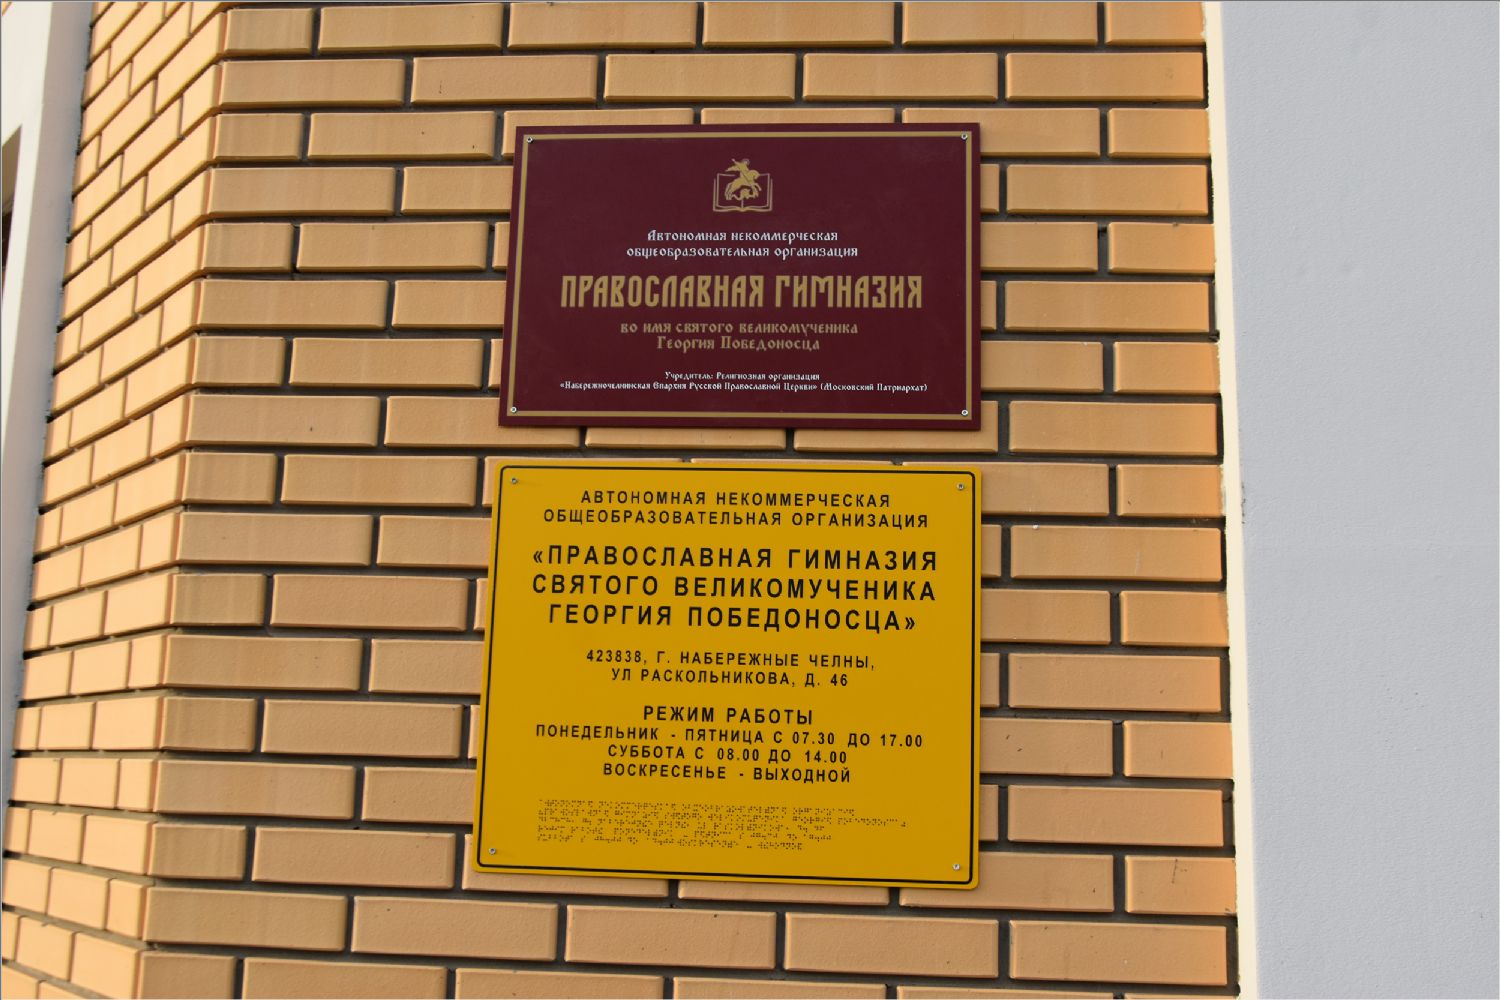 Автономная некоммерческая
общеобразовательная организация
ПРАВОСЛАВНАЯ ГИМНАЗИЯ
во имя святого великомученика
Георгия Победоносца
Учредитель: Религиозная организация
«Набережночелнинская Епархия Русской Православной Церкви» (Московский Патриархат)
АВТОНОМНАЯ НЕКОММЕРЧЕСКАЯ
ОБЩЕОБРАЗОВАТЕЛЬНАЯ ОРГАНИЗАЦИЯ
«ПРАВОСЛАВНАЯ ГИМНАЗИЯ
СВЯТОГО ВЕЛИКОМУЧЕНИКА
ГЕОРГИЯ ПОБЕДОНОСЦА»
423838, Г. НАБЕРЕЖНЫЕ ЧЕЛНЫ,
УЛ РАСКОЛЬНИКОВА, Д. 46
РЕЖИМ РАБОТЫ
ПОНЕДЕЛЬНИК - ПЯТНИЦА С 07.30 ДО 17.00
СУББОТА С 08.00 ДО 14.00
ВОСКРЕСЕНЬЕ - ВЫХОДНОЙ